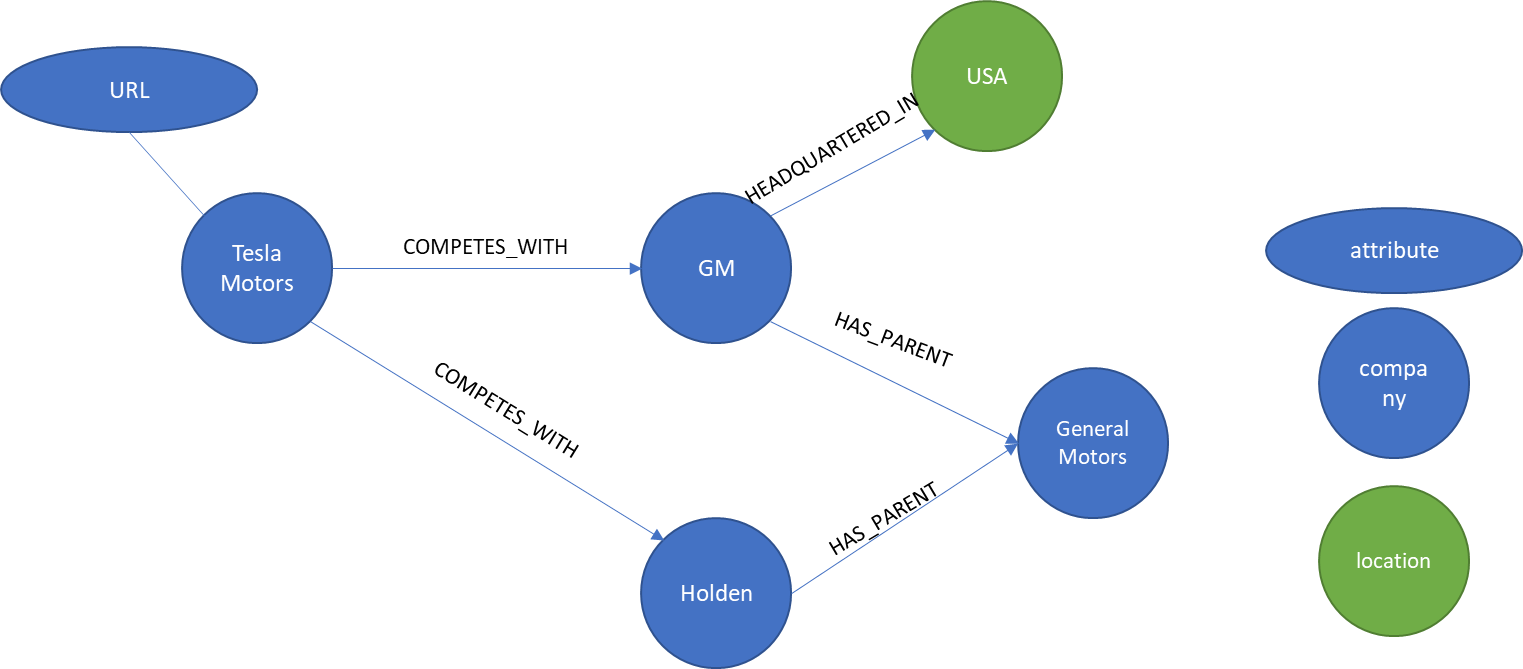 URL
USA
HEADQUARTERED_IN
Tesla
Motors
COMPETES_WITH
GM
attribute
HAS_PARENT
compa
ny
COMPETES_WITH
General
Motors
HAS_PARENT
location
Holden